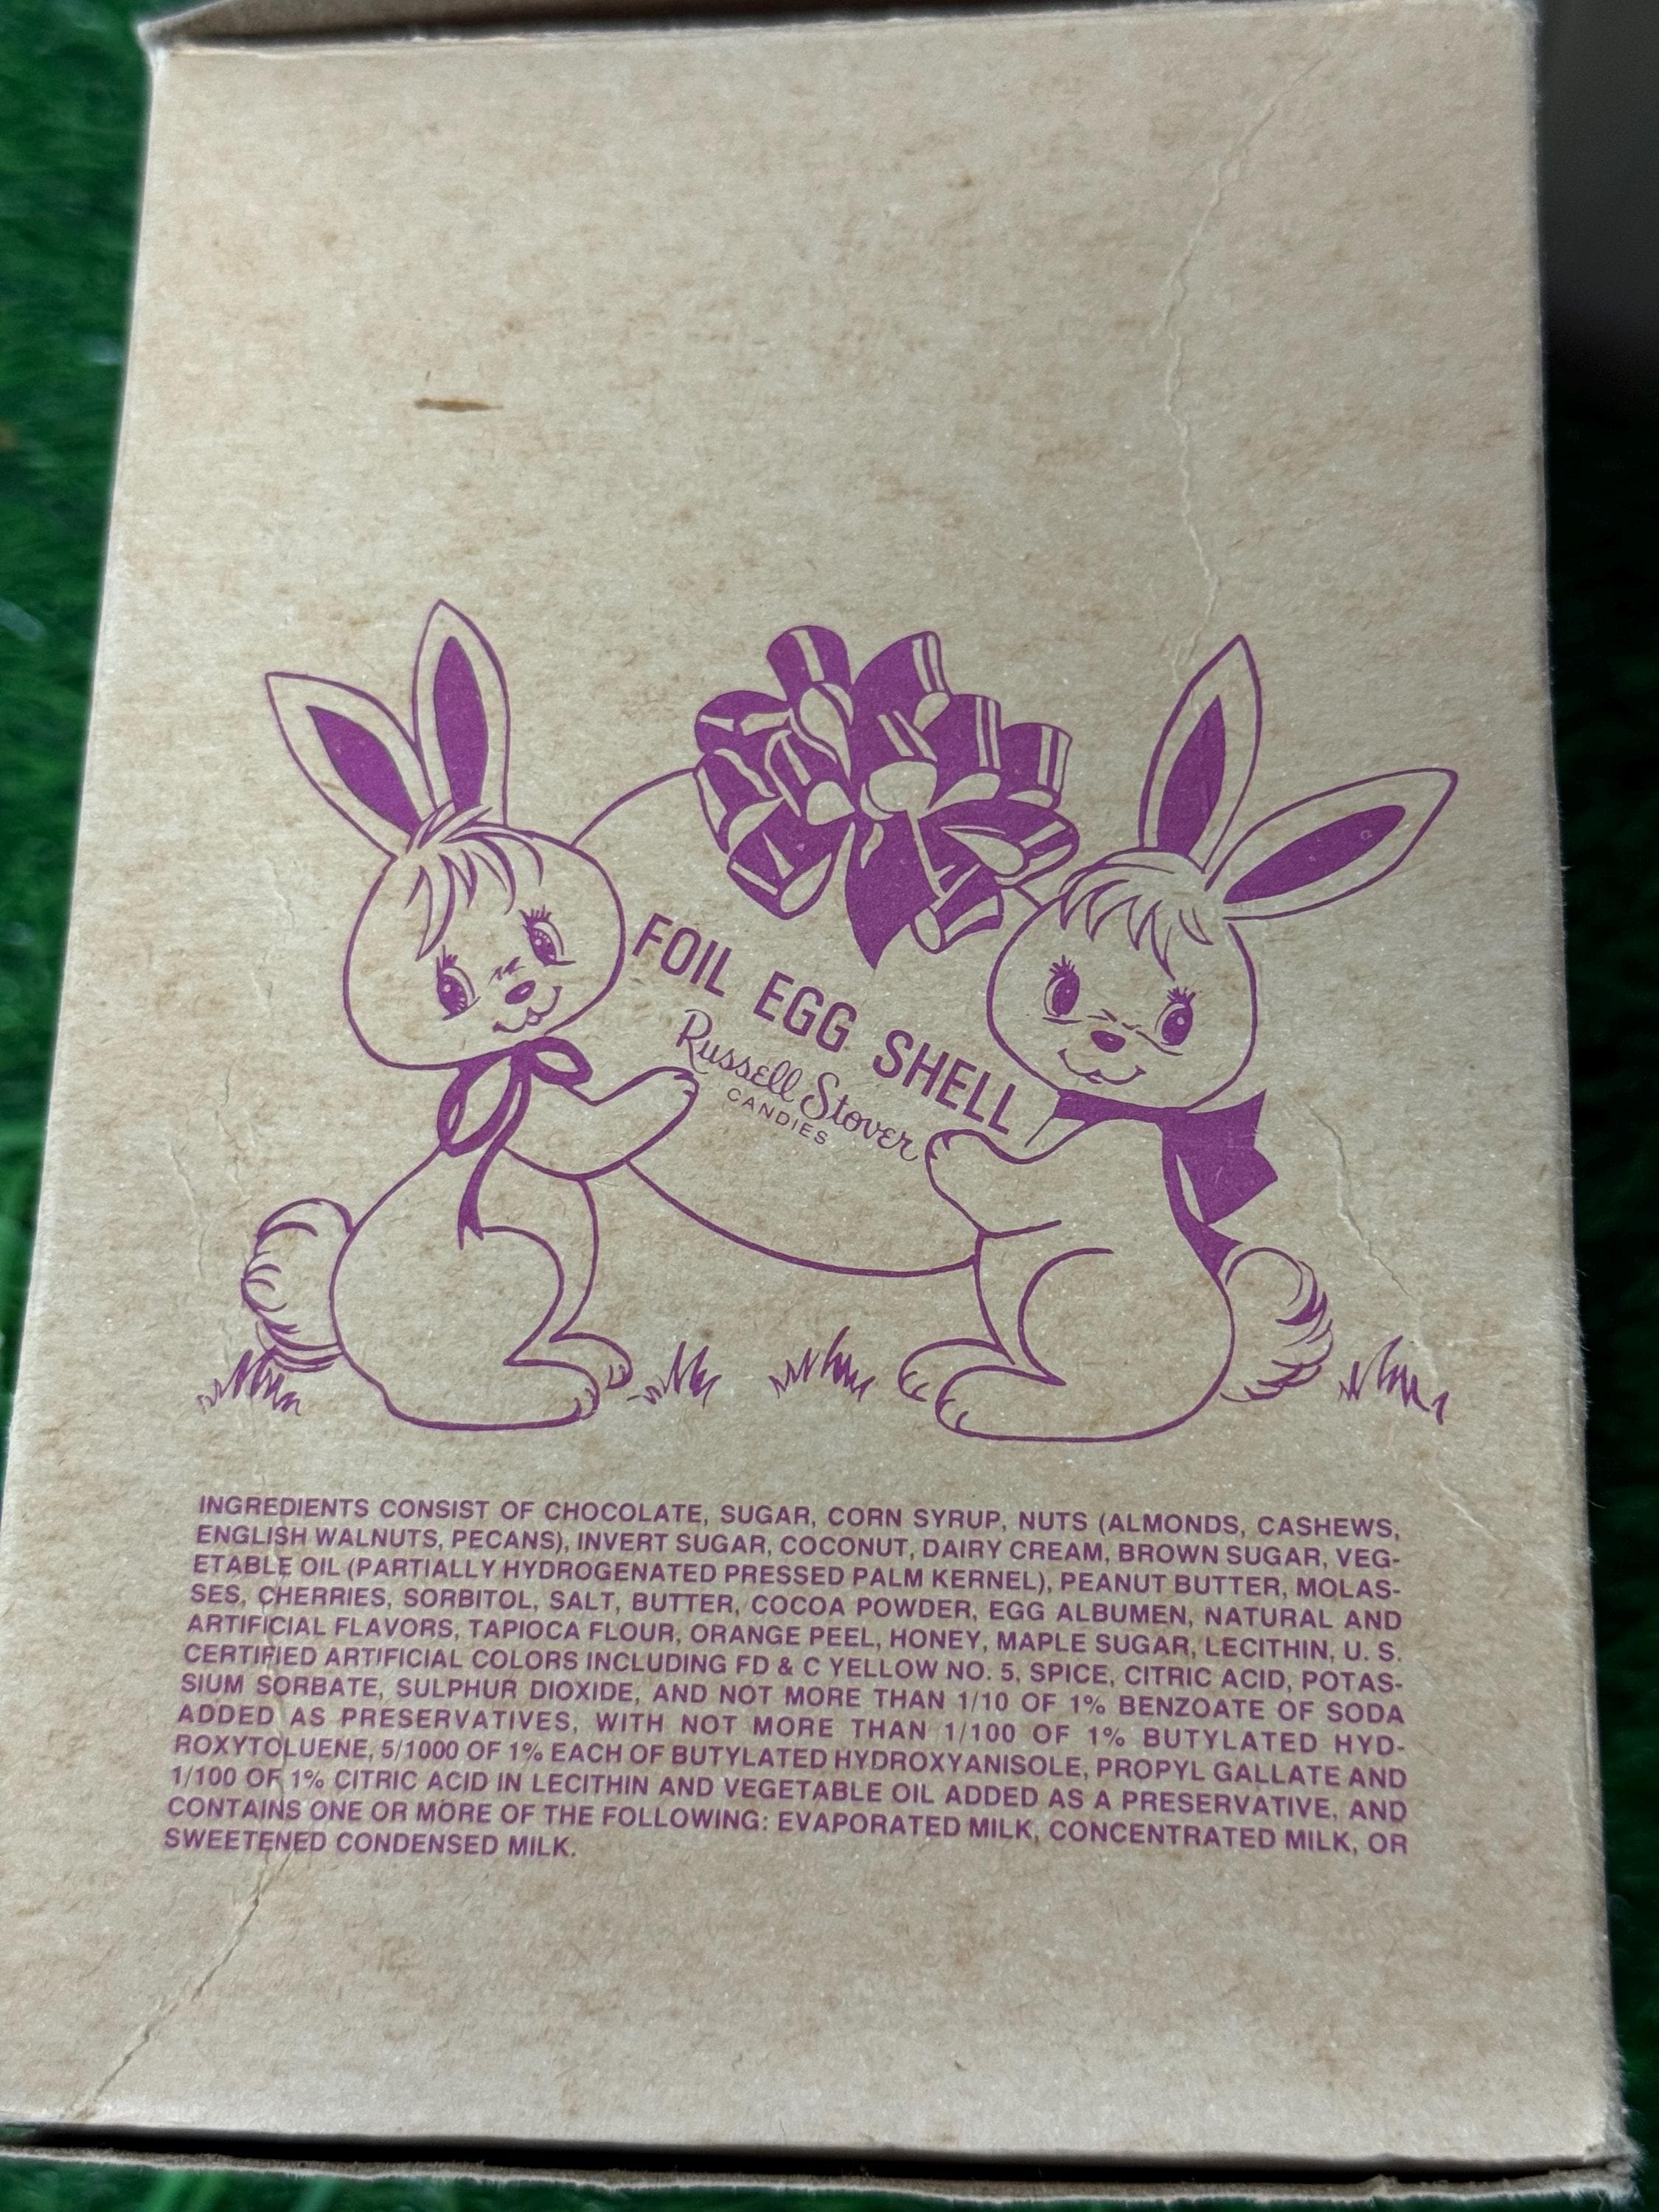 FOIL EGG SHELL
Russell Stover
CANDIES
INGREDIENTS CONSIST OF CHOCOLATE, SUGAR, CORN SYRUP, NUTS (ALMONDS, CASHEWS,
ENGLISH WALNUTS, PECANS), INVERT SUGAR, COCONUT, DAIRY CREAM, BROWN SUGAR, VEG-
ETABLE OIL (PARTIALLY HYDROGENATED PRESSED PALM KERNEL), PEANUT BUTTER, MOLAS-
SES, CHERRIES, SORBITOL, SALT, BUTTER, COCOA POWDER, EGG ALBUMEN, NATURAL AND
ARTIFICIAL FLAVORS, TAPIOCA FLOUR, ORANGE PEEL, HONEY, MAPLE SUGAR, LECITHIN, U. S.
CERTIFIED ARTIFICIAL COLORS INCLUDING FD & C YELLOW NO. 5, SPICE, CITRIC ACID, POTAS-
SIUM SORBATE, SULPHUR DIOXIDE, AND NOT MORE THAN 1/10 OF 1% BENZOATE OF SODA
ADDED AS PRESERVATIVES, WITH NOT MORE THAN 1/100 OF 1% BUTYLATED HYD-
ROXYTOLUENE, 5/1000 OF 1% EACH OF BUTYLATED HYDROXYANISOLE, PROPYL GALLATE AND
1/100 OF 1% CITRIC ACID IN LECITHIN AND VEGETABLE OIL ADDED AS A PRESERVATIVE, AND
CONTAINS ONE OR MORE OF THE FOLLOWING: EVAPORATED MILK, CONCENTRATED MILK, OR
SWEETENED CONDENSED MILK.